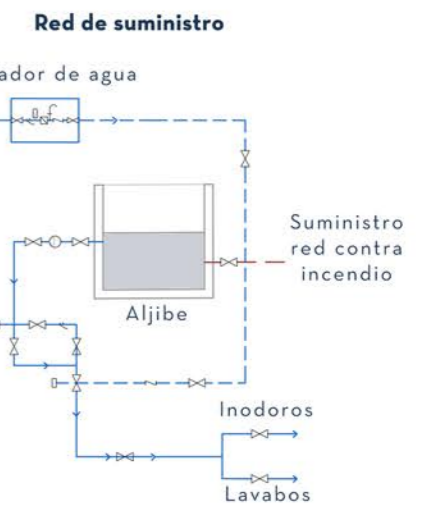 Red de suministro
ador de agua
Suministro
red contra
incendio
Aljibe
Inodoros
Lavabos